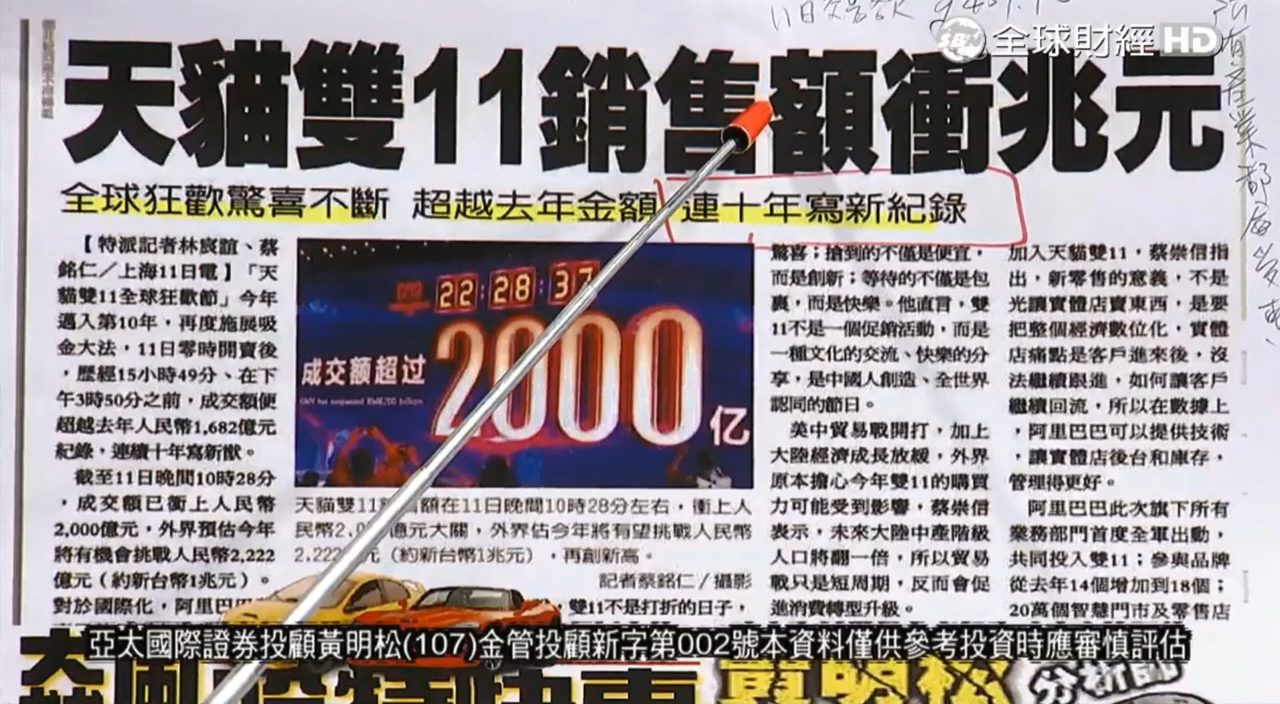 11日交易額
全球財經 HD
天貓雙11銷售額衝兆元
全球狂歡驚喜不斷 超越去年金額 連十年寫新紀錄
【特派記者林宸誼、蔡
銘仁/上海11日電】「天
貓雙11全球狂歡節」今年
邁入第10年,再度施展吸
金大法,11日零時開賣後
,歷經15小時49分、在下
午3時50分之前,成交額便
超越去年人民幣1,682億元
紀錄,連續十年寫新猷。
截至11日晚間10時28分
,成交額已衝上人民幣
2,000億元,外界預估今年
將有機會挑戰人民幣2,222
億元(約新台幣1兆元)。
對於國際化,阿里巴
22:28:37
成交额超过
2000
亿
天貓雙11 售額在11日晚間10時28分左右,衝上人
民幣2,0 億元大關,外界估今年將有望挑戰人民幣
2,222 元(約新台幣1兆元),再創新高。
記者蔡銘仁/攝影
雙11不是打折的日子,
驚喜;搶到的不僅是便宜,
而是創新;等待的不僅是包
裹,而是快樂。他直言,雙
11不是一個促銷活動,而是
一種文化的交流、快樂的分
享,是中國人創造、全世界
認同的節日。
美中貿易戰開打,加上
大陸經濟成長放緩,外界
原本擔心今年雙11的購買
力可能受到影響,蔡崇信
表示,未來大陸中產階級
人口將翻一倍,所以貿易
戰只是短周期,反而會促
進消費轉型升級。
加入天貓雙11,蔡崇信指
出,新零售的意義,不是
光讓實體店賣東西,是要
把整個經濟數位化,實體
店痛點是客戶進來後,沒
法繼續跟進,如何讓客戶
繼續回流,所以在數據上
,阿里巴巴可以提供技術
,讓實體店後台和庫存,
管理得更好。
阿里巴巴此次旗下所有
業務部門首度全軍出動,
共同投入雙11;參與品牌
從去年14個增加到18個;
20萬個智慧門市及零售店
亞太國際證券投顧黃明松(107)金管投顧新字第002號本資料僅供參考投資時應審慎評估
黃明松 分析師